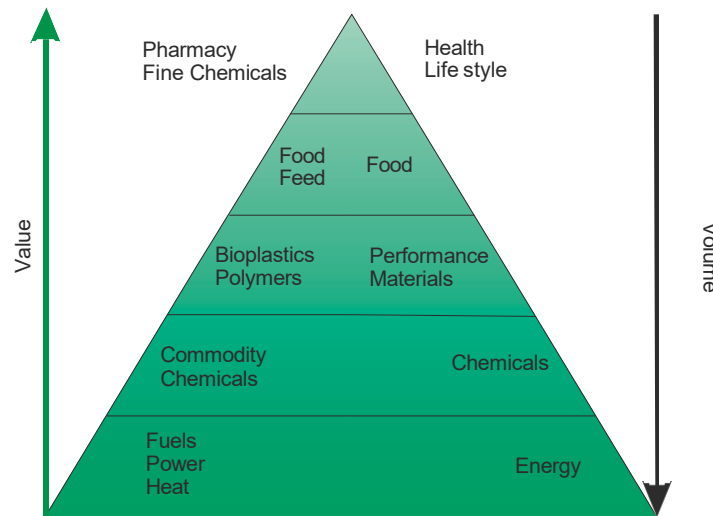 Pharmacy
Fine Chemicals
Health
Life style
Food
Feed
Food
Bioplastics
Polymers
Performance
Materials
Commodity
Chemicals
Chemicals
Fuels
Power
Heat
Energy
Value
Volume